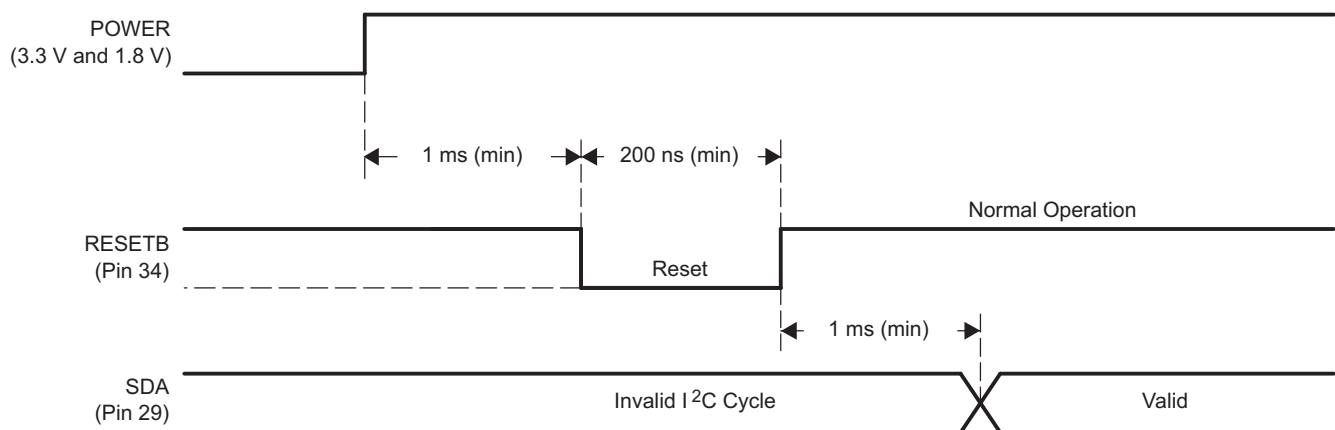 POWER
(3.3 V and 1.8 V)
1 ms (min)
200 ns (min)
Normal Operation
RESETB
(Pin 34)
Reset
1 ms (min)
SDA
(Pin 29)
Invalid I²C Cycle
Valid